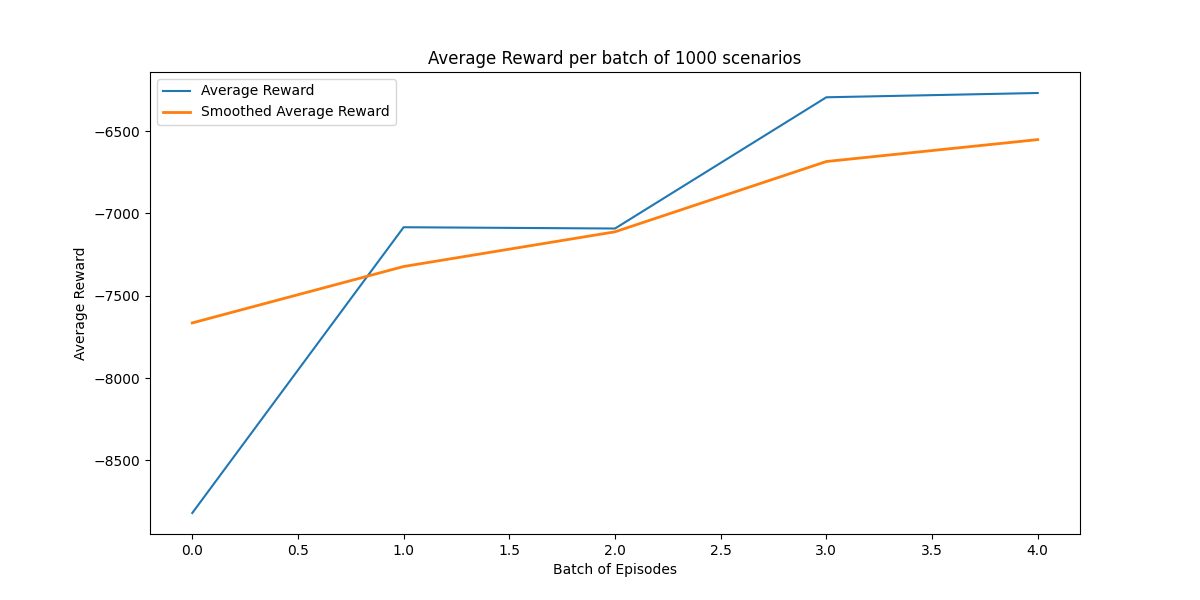 Average Reward per batch of 1000 scenarios
Average Reward
Smoothed Average Reward
−6500
−7000
−7500
−8000
−8500
Average Reward
0.0 0.5 1.0 1.5 2.0 2.5 3.0 3.5 4.0
Batch of Episodes